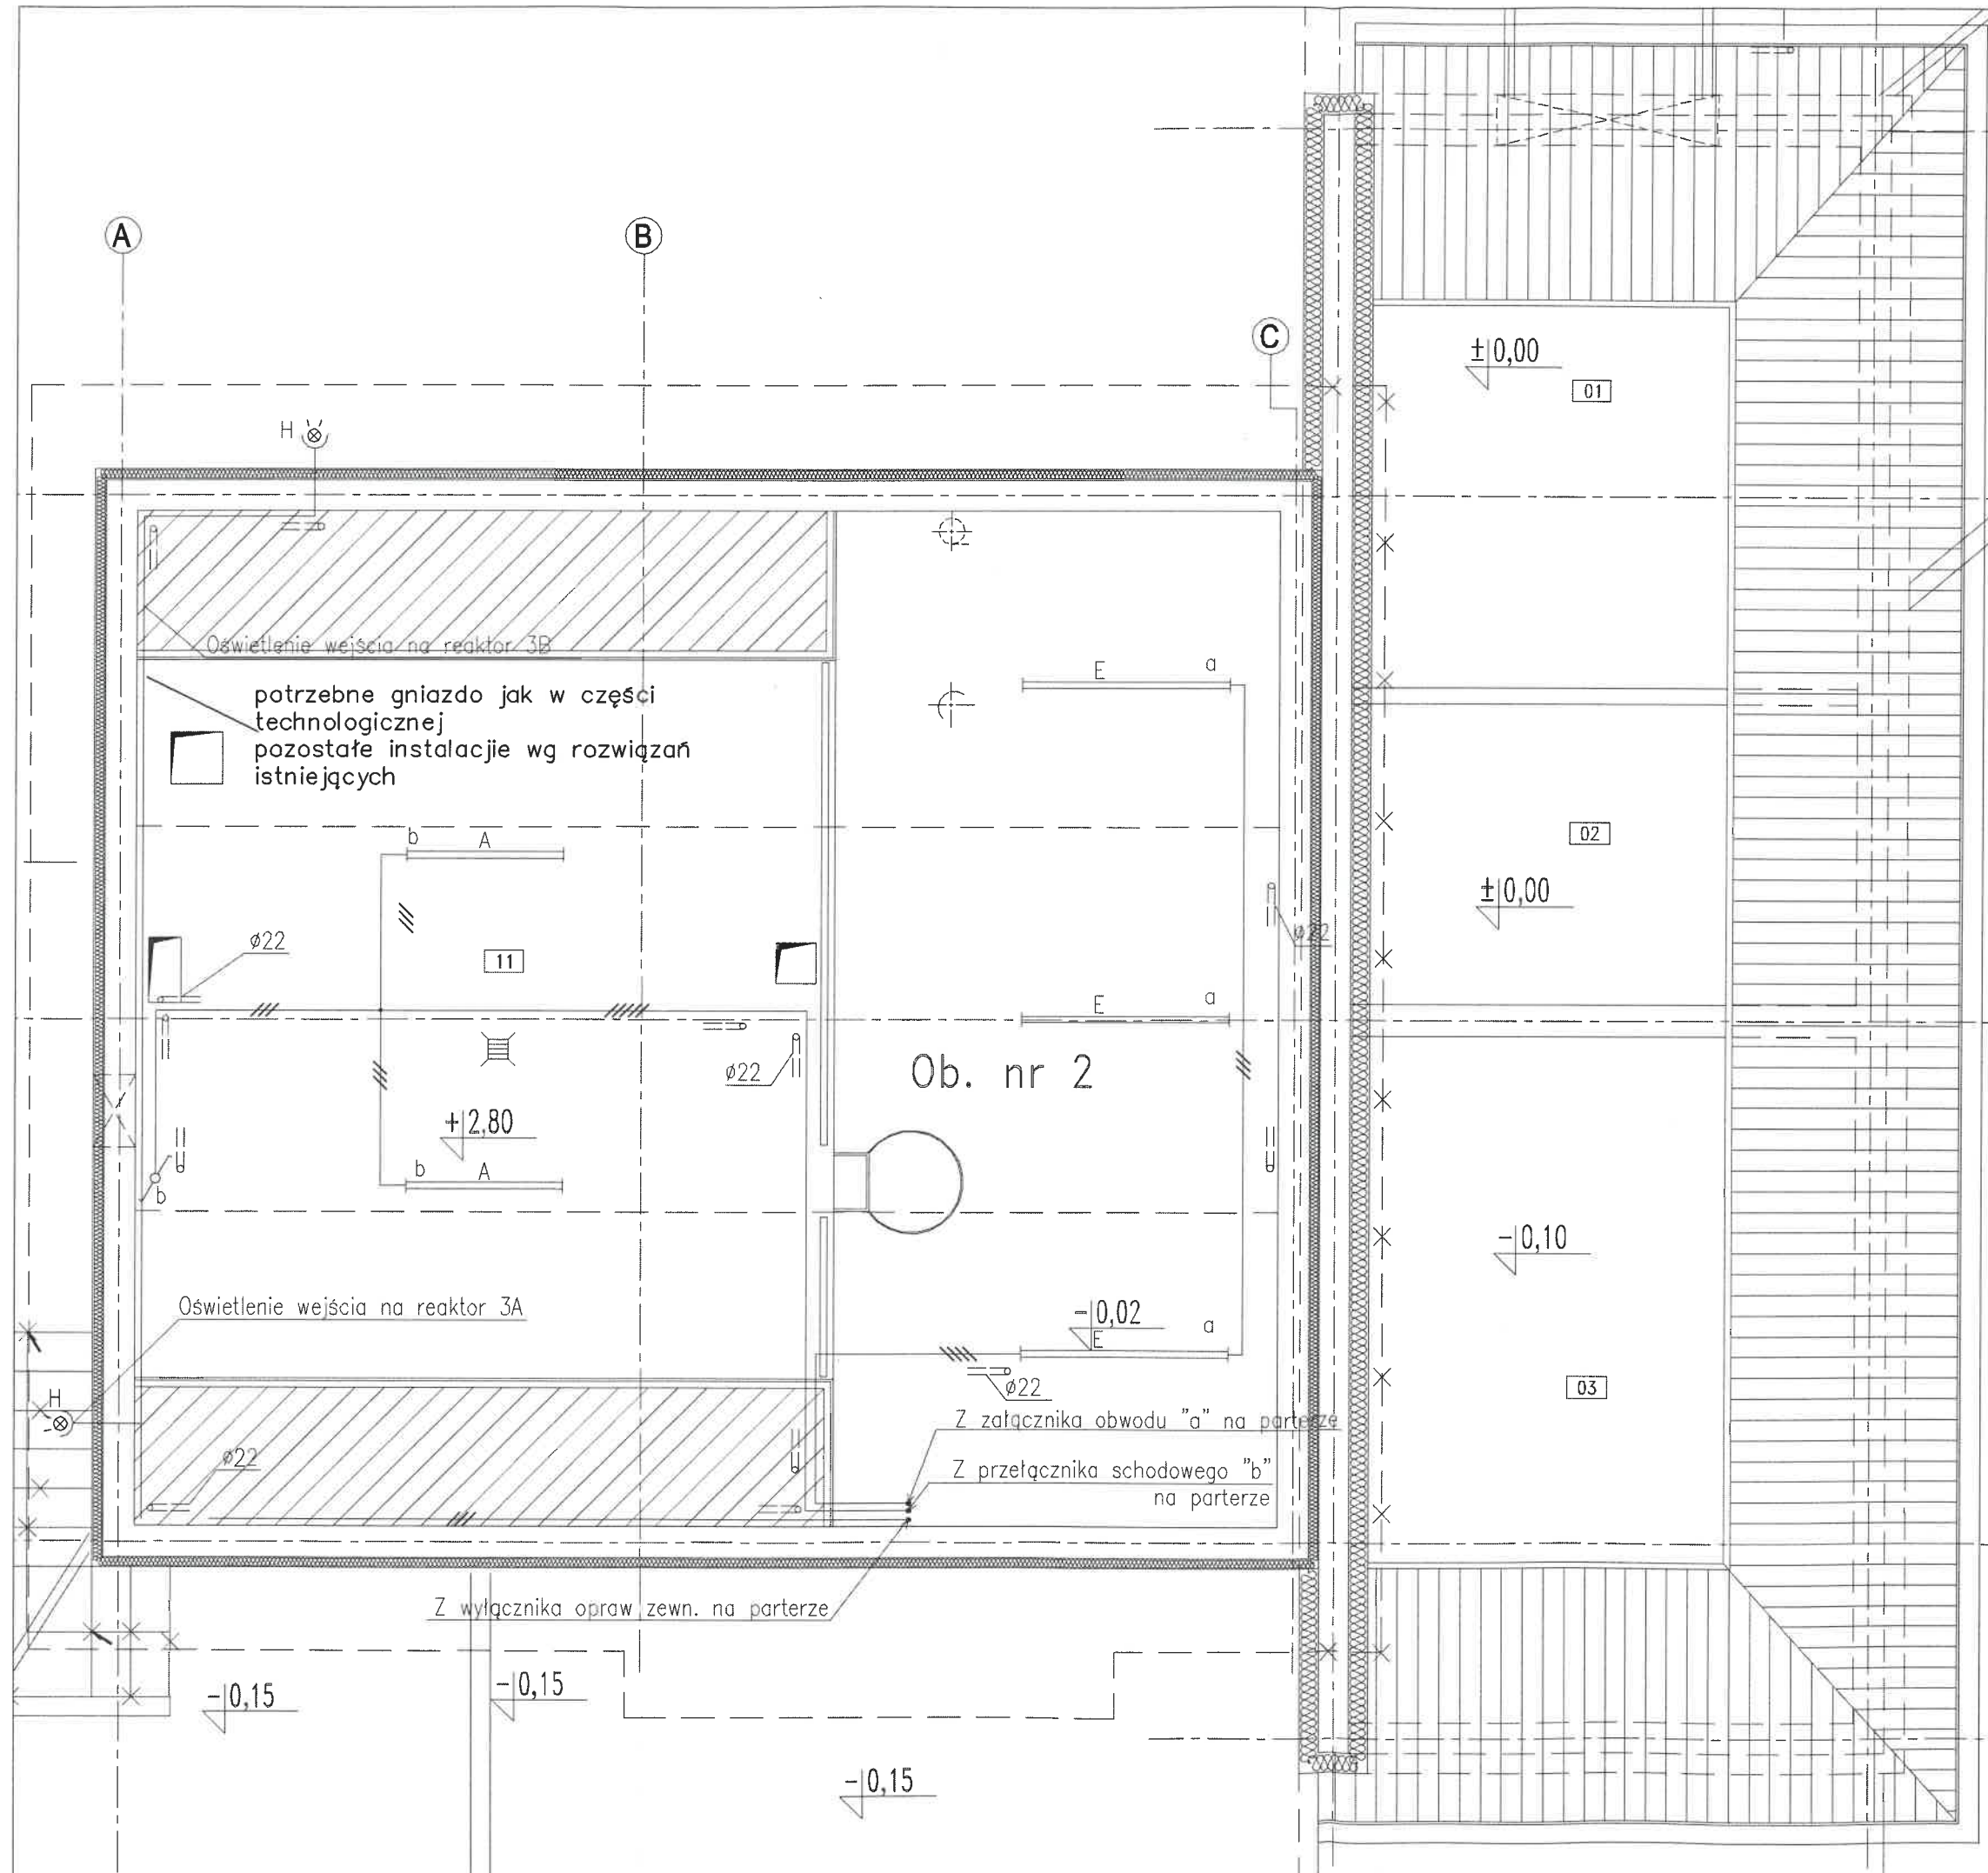 A
B
C
±0,00
01
H
Oświetlenie wejścia na reaktor 3B
potrzebne gniazdo jak w części
technologicznej
pozostałe instalacjie wg rozwiązań
istniejących
E a
b A
02
±0,00
ø22
11
ø22
E a
ø22
Ob. nr 2
+2,80
b A
b
-0,10
Oświetlenie wejścia na reaktor 3A
-0,02
E a
ø22
03
H
Z załącznika obwodu "a" na parterze
ø22
Z przełącznika schodowego "b"
na parterze
Z wyłącznika opraw zewn. na parterze
-0,15
-0,15
-0,15